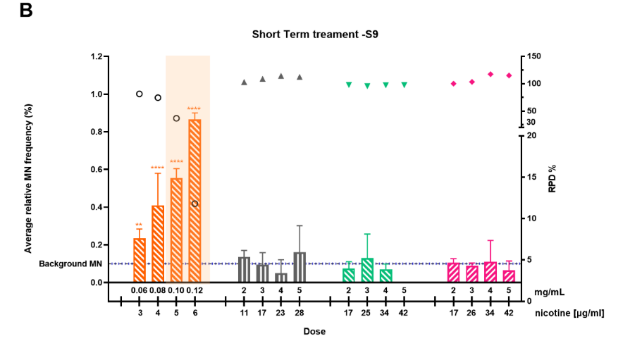 B
Short Term treament -S9
Average relative MN frequency (%)
1.2
1.0
0.8
0.6
0.4
0.2
0.0
Background MN
**
****
****
****
150
100
50
30
20
15
10
5
0
RPD %
0.06 0.08 0.10 0.12 2 3 4 5 2 3 4 5 2 3 4 5 mg/mL
3 4 5 6 11 17 23 28 17 25 34 42 17 26 34 42 nicotine [µg/ml]
Dose